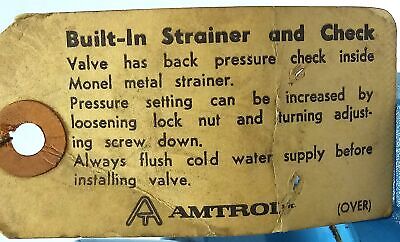 Built-In Strainer and Check
Valve has back pressure check inside
Monel metal strainer.
Pressure setting can be increased by
loosening lock nut and turning adjust-
ing screw down.
Always flush cold water supply before
installing valve.
AMTROL INC.
(OVER)